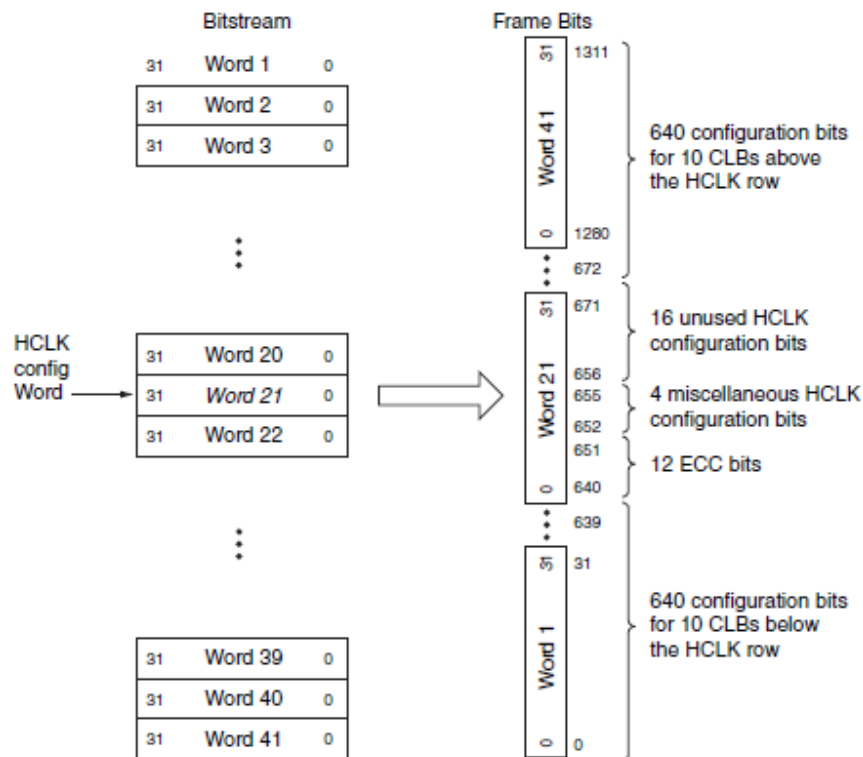 Bitstream
31 Word 1 0
31 Word 2 0
31 Word 3 0
HCLK
config
Word
31 Word 20 0
31 Word 21 0
31 Word 22 0
31 Word 39 0
31 Word 40 0
31 Word 41 0
Frame Bits
31 1311
Word 41
0 1280
672
640 configuration bits
for 10 CLBs above
the HCLK row
31 671
Word 21
656
655
652
651
0 640
16 unused HCLK
configuration bits
4 miscellaneous HCLK
configuration bits
12 ECC bits
639
31 31
Word 1
0 0
640 configuration bits
for 10 CLBs below
the HCLK row